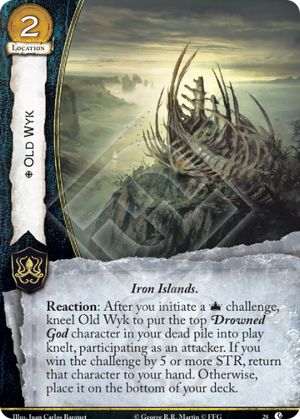 2
LOCATION
OLD WYK
Iron Islands.
Reaction: After you initiate a challenge,
kneel Old Wyk to put the top Drowned
God character in your dead pile into play
knelt, participating as an attacker. If you
win the challenge by 5 or more STR, return
that character to your hand. Otherwise,
place it on the bottom of your deck.
Illus. Juan Carlos Barquet
© George R.R. Martin © FFG
28